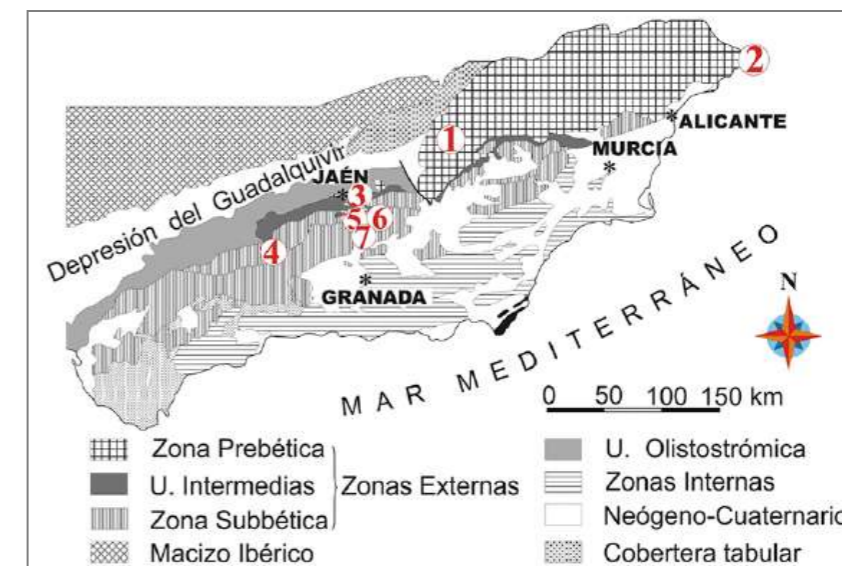 2
ALICANTE
1
MURCIA
Depresión del Guadalquivir
JAÉN
3
5 6
7
4
GRANADA
N
MAR MEDITERRÁNEO
0 50 100 150 km
Zona Prebética
U. Intermedias
Zona Subbética
Zonas Externas
Macizo Ibérico
U. Olistostrómica
Zonas Internas
Neógeno-Cuaternario
Cobertera tabular